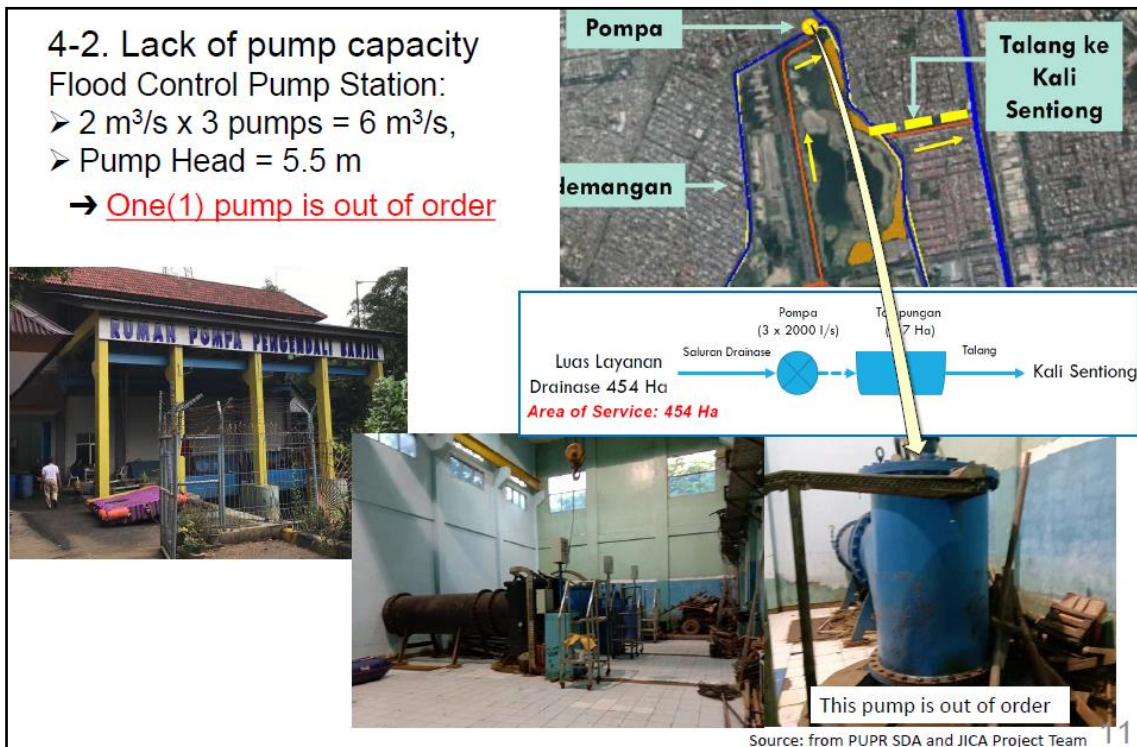 4-2. Lack of pump capacity
Flood Control Pump Station:
➢ 2 m³/s x 3 pumps = 6 m³/s,
➢ Pump Head = 5.5 m
➔ One(1) pump is out of order
Pompa
Talang ke
Kali
Sentiong
demangan
RUMAH POMPA PENGENDALI BANJIR
Pompa
(3 x 2000 l/s)
Luas Layanan
Drainase 454 Ha
Area of Service: 454 Ha
Saluran Drainase
Talang
Kali Sentiong
This pump is out of order
Source: from PUPR SDA and JICA Project Team
11